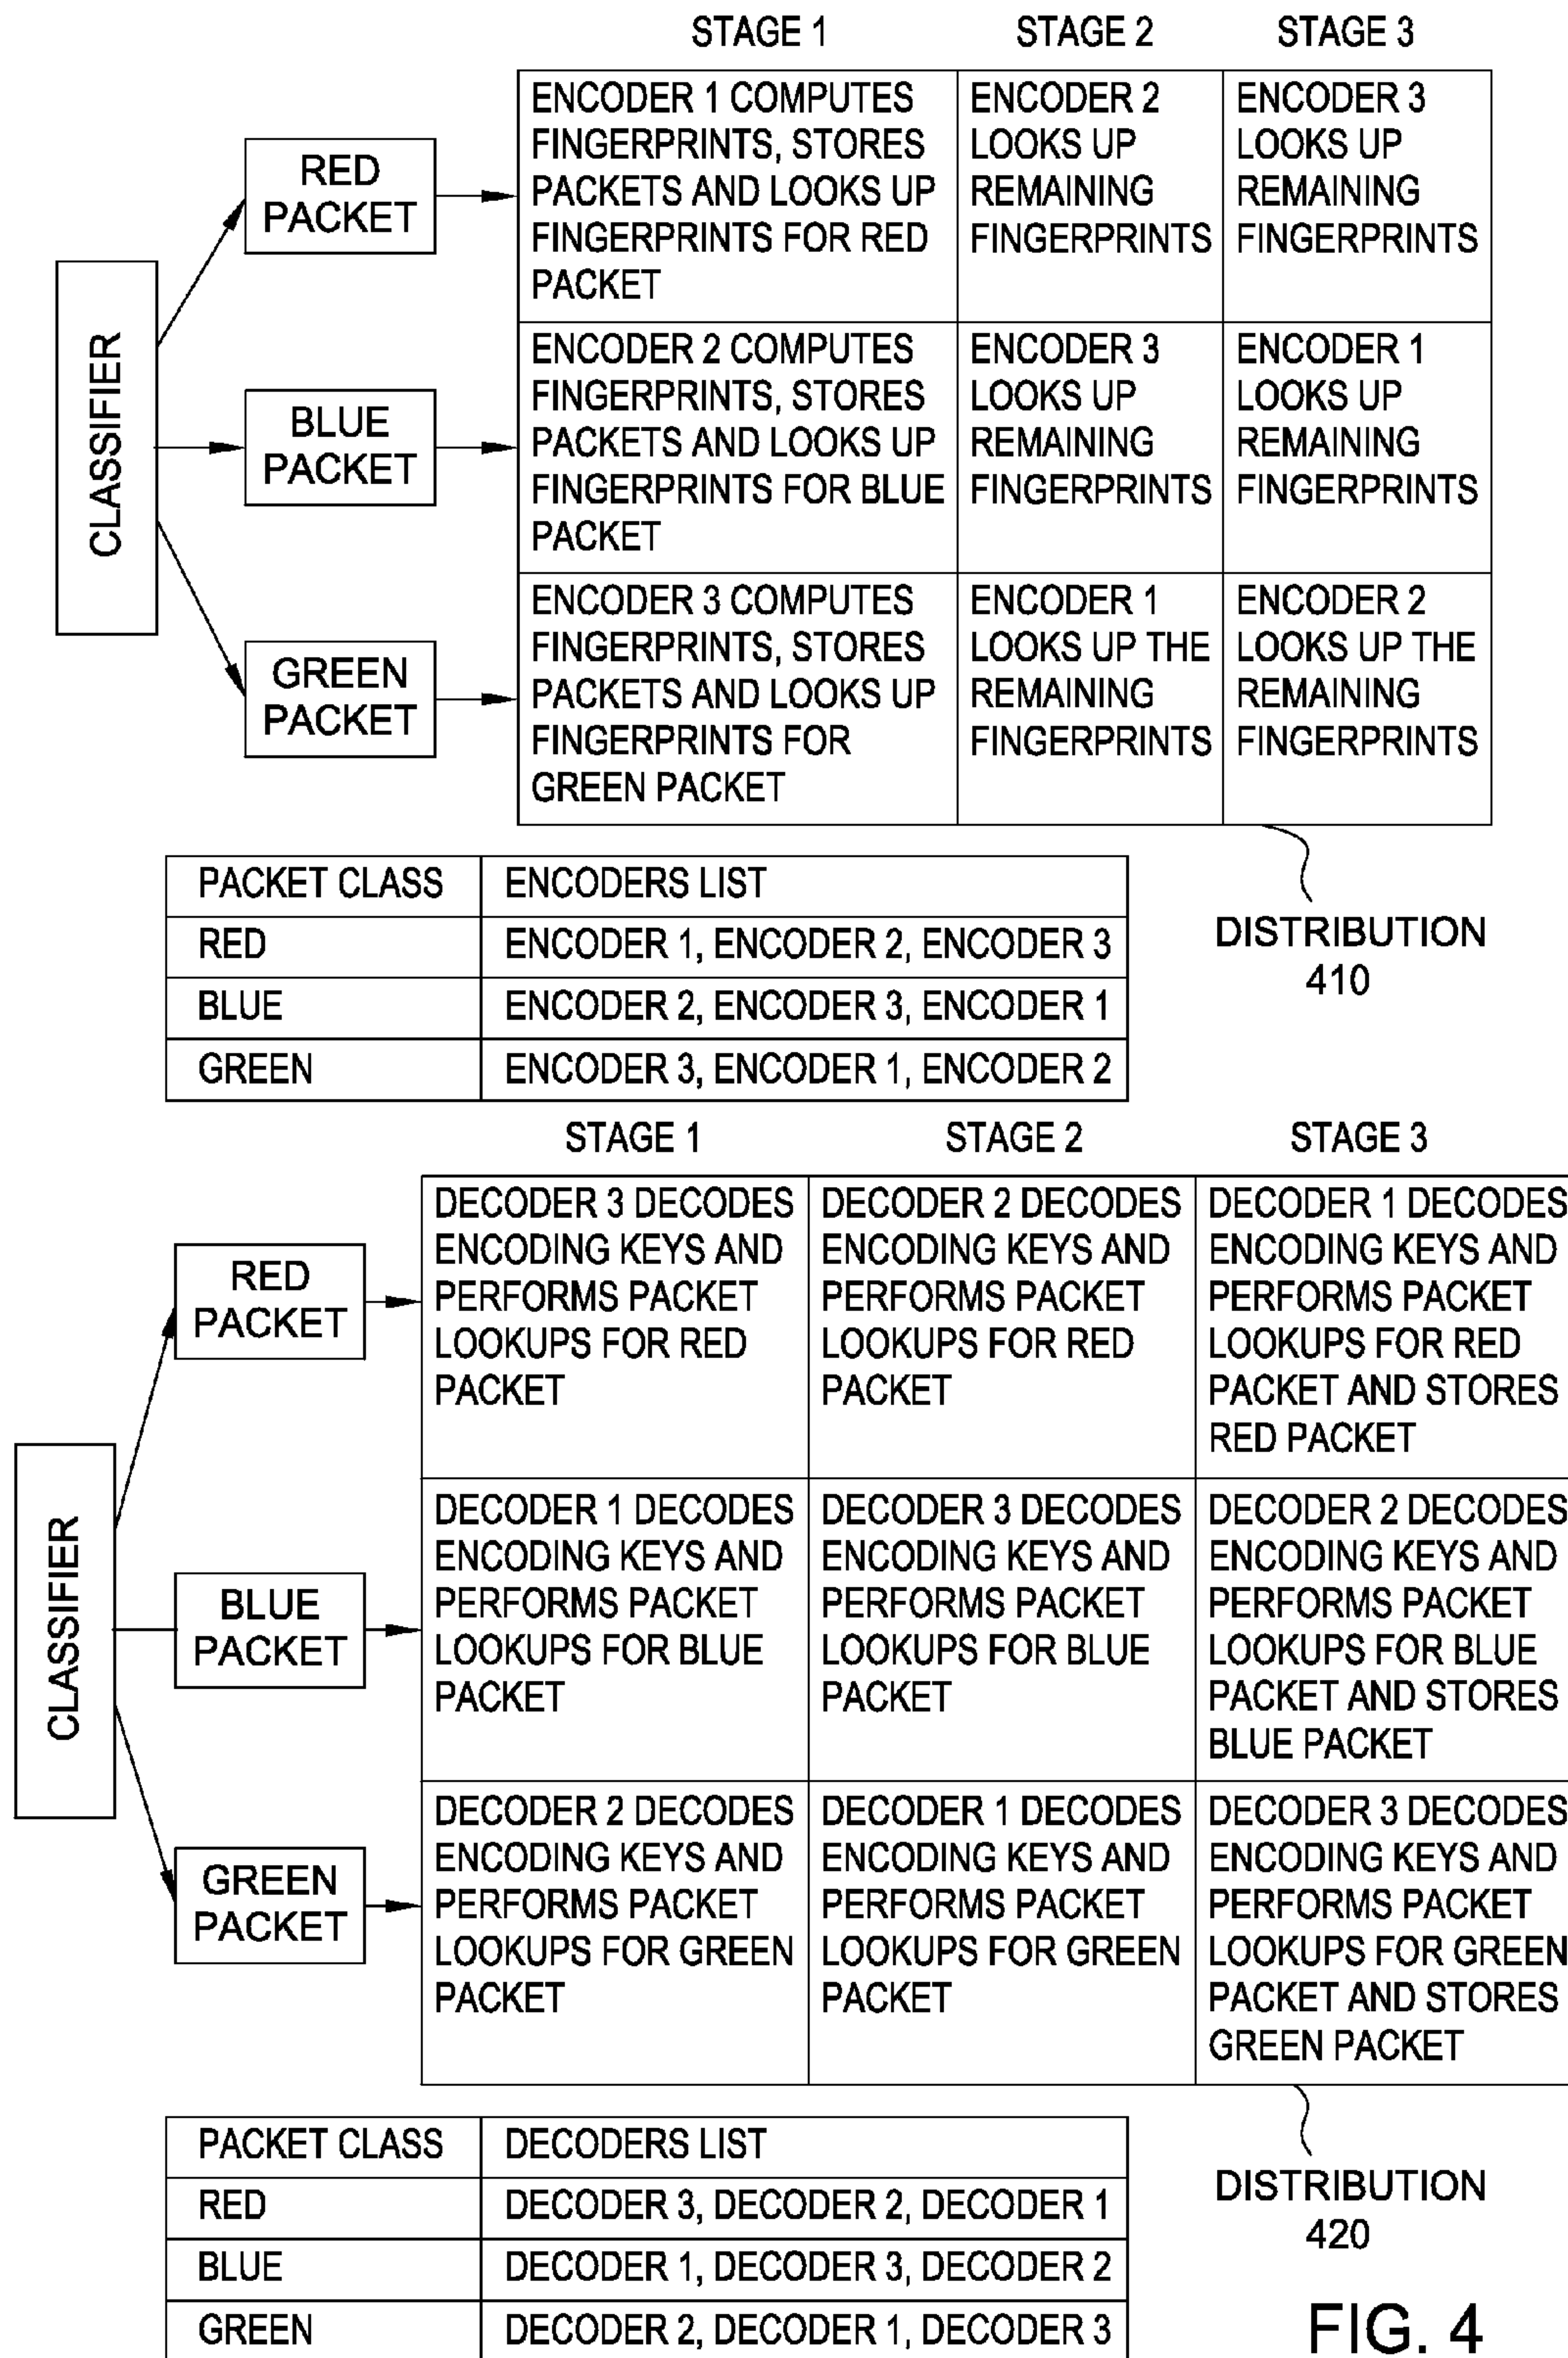 STAGE 1 STAGE 2 STAGE 3
CLASSIFIER
RED
PACKET
ENCODER 1 COMPUTES
FINGERPRINTS, STORES
PACKETS AND LOOKS UP
FINGERPRINTS FOR RED
PACKET
ENCODER 2
LOOKS UP
REMAINING
FINGERPRINTS
ENCODER 3
LOOKS UP
REMAINING
FINGERPRINTS
BLUE
PACKET
ENCODER 2 COMPUTES
FINGERPRINTS, STORES
PACKETS AND LOOKS UP
FINGERPRINTS FOR BLUE
PACKET
ENCODER 3
LOOKS UP
REMAINING
FINGERPRINTS
ENCODER 1
LOOKS UP
REMAINING
FINGERPRINTS
GREEN
PACKET
ENCODER 3 COMPUTES
FINGERPRINTS, STORES
PACKETS AND LOOKS UP
FINGERPRINTS FOR
GREEN PACKET
ENCODER 1
LOOKS UP THE
REMAINING
FINGERPRINTS
ENCODER 2
LOOKS UP THE
REMAINING
FINGERPRINTS
DISTRIBUTION
410
PACKET CLASS ENCODERS LIST
RED ENCODER 1, ENCODER 2, ENCODER 3
BLUE ENCODER 2, ENCODER 3, ENCODER 1
GREEN ENCODER 3, ENCODER 1, ENCODER 2
STAGE 1 STAGE 2 STAGE 3
CLASSIFIER
RED
PACKET
DECODER 3 DECODES
ENCODING KEYS AND
PERFORMS PACKET
LOOKUPS FOR RED
PACKET
DECODER 2 DECODES
ENCODING KEYS AND
PERFORMS PACKET
LOOKUPS FOR RED
PACKET
DECODER 1 DECODES
ENCODING KEYS AND
PERFORMS PACKET
LOOKUPS FOR RED
PACKET AND STORES
RED PACKET
BLUE
PACKET
DECODER 1 DECODES
ENCODING KEYS AND
PERFORMS PACKET
LOOKUPS FOR BLUE
PACKET
DECODER 3 DECODES
ENCODING KEYS AND
PERFORMS PACKET
LOOKUPS FOR BLUE
PACKET
DECODER 2 DECODES
ENCODING KEYS AND
PERFORMS PACKET
LOOKUPS FOR BLUE
PACKET AND STORES
BLUE PACKET
GREEN
PACKET
DECODER 2 DECODES
ENCODING KEYS AND
PERFORMS PACKET
LOOKUPS FOR GREEN
PACKET
DECODER 1 DECODES
ENCODING KEYS AND
PERFORMS PACKET
LOOKUPS FOR GREEN
PACKET
DECODER 3 DECODES
ENCODING KEYS AND
PERFORMS PACKET
LOOKUPS FOR GREEN
PACKET AND STORES
GREEN PACKET
DISTRIBUTION
420
PACKET CLASS DECODERS LIST
RED DECODER 3, DECODER 2, DECODER 1
BLUE DECODER 1, DECODER 3, DECODER 2
GREEN DECODER 2, DECODER 1, DECODER 3
FIG. 4